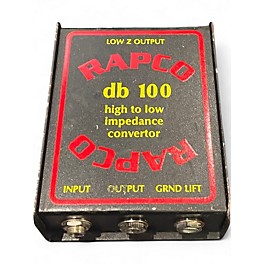 LOW Z OUTPUT
RAPCO
db 100
high to low
impedance
convertor
RAPCO
INPUT OUTPUT GRND LIFT